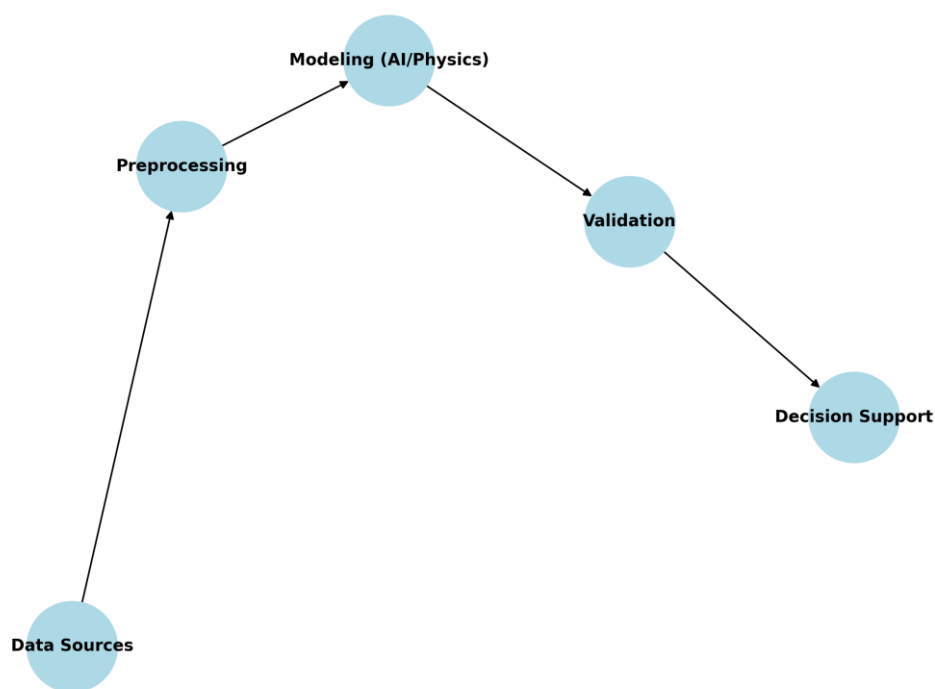 Modeling (AI/Physics)
Preprocessing
Validation
Decision Support
Data Sources